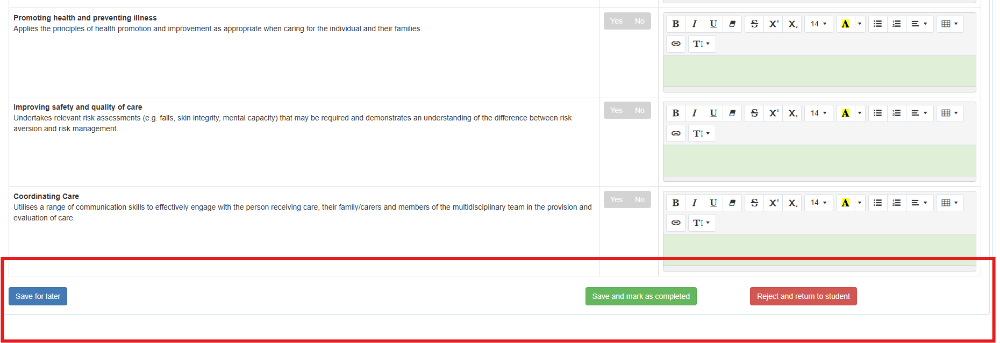 Promoting health and preventing illness
Applies the principles of health promotion and improvement as appropriate when caring for the individual and their families.
Yes No
B I U S X² X₂ 14 A
T
Improving safety and quality of care
Undertakes relevant risk assessments (e.g. falls, skin integrity, mental capacity) that may be required and demonstrates an understanding of the difference between risk
aversion and risk management.
Yes No
B I U S X² X₂ 14 A
T
Coordinating Care
Utilises a range of communication skills to effectively engage with the person receiving care, their family/carers and members of the multidisciplinary team in the provision and
evaluation of care.
Yes No
B I U S X² X₂ 14 A
T
Save for later
Save and mark as completed
Reject and return to student